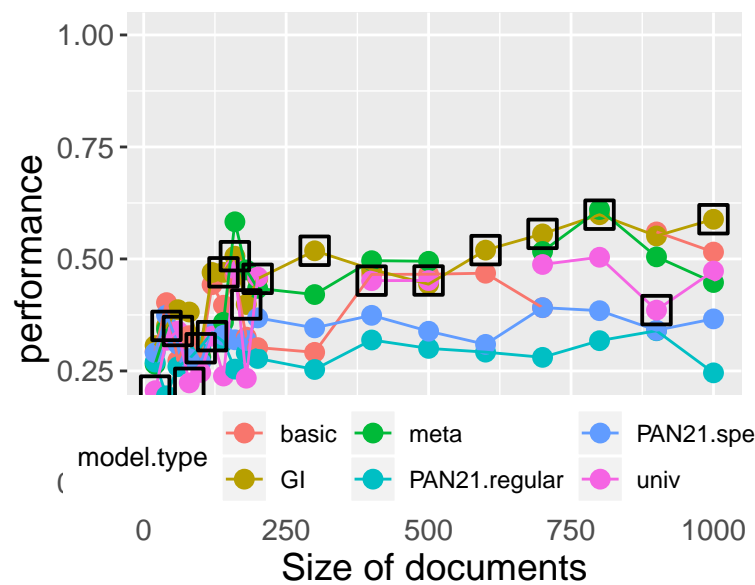 1.00
0.75
0.50
0.25
performance
model.type
basic
meta
PAN21.spe
GI
PAN21.regular
univ
0 250 500 750 1000
Size of documents